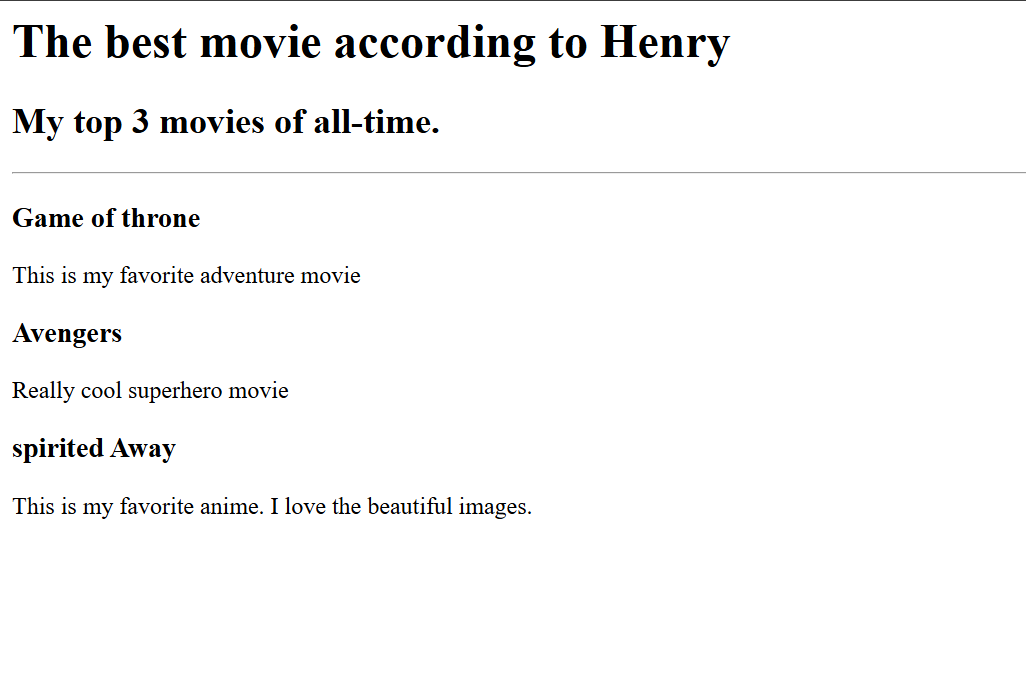 The best movie according to Henry
My top 3 movies of all-time.
Game of throne
This is my favorite adventure movie
Avengers
Really cool superhero movie
spirited Away
This is my favorite anime. I love the beautiful images.